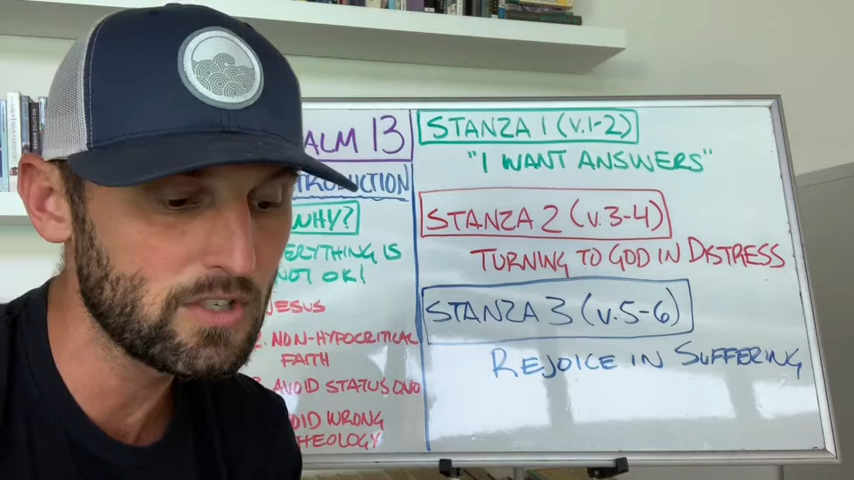 ALM 13
RODUCTION
WHY?
ERYTHING IS
NOT OK!
JESUS
NON-HYPOCRITICAL
FAITH
AVOID STATUS QUO
OID WRONG
HEOLOGY
STANZA 1 (v.1-2)
"I WANT ANSWERS"
STANZA 2 (v.3-4)
TURNING TO GOD IN DISTRESS
STANZA 3 (v.5-6)
REJOICE IN SUFFERING